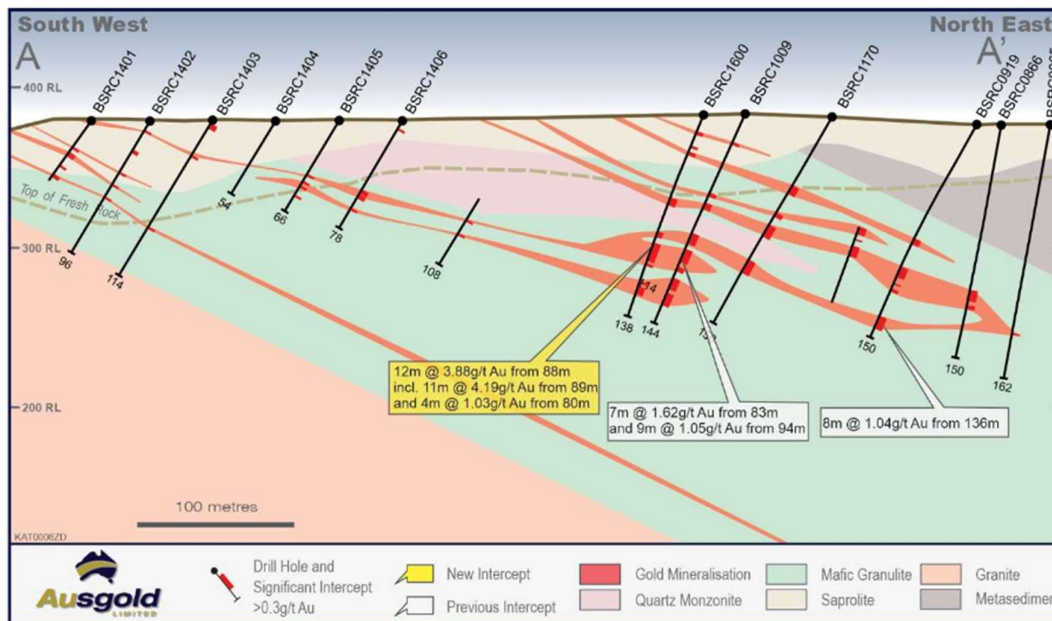 South West
North East
A
A'
BSRC1401
BSRC1402
BSRC1403
BSRC1404
BSRC1405
BSRC1406
BSRC1600
BSRC1009
BSRC1170
BSRC0919
BSRC0866
400 RL
300 RL
200 RL
Top of Fresh Rock
96
114
54
66
78
108
138
144
150
150
162
12m @ 3.88g/t Au from 88m
incl. 11m @ 4.19g/t Au from 89m
and 4m @ 1.03g/t Au from 80m
7m @ 1.62g/t Au from 83m
and 9m @ 1.05g/t Au from 94m
8m @ 1.04g/t Au from 136m
100 metres
KAT0006ZD
Ausgold
LIMITED
Drill Hole and
Significant Intercept
>0.3g/t Au
New Intercept
Previous Intercept
Gold Mineralisation
Quartz Monzonite
Mafic Granulite
Saprolite
Granite
Metasedimen